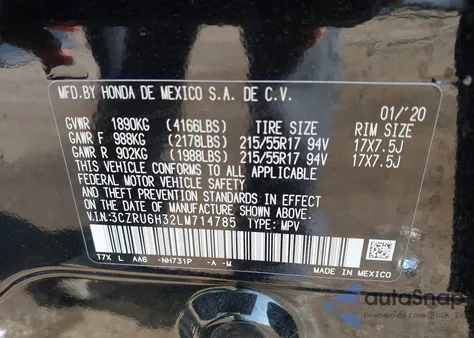 MFD.BY HONDA DE MEXICO S.A. DE C.V.
01/'20
GVWR 1890KG (4166LBS) TIRE SIZE RIM SIZE
GAWR F 988KG (2178LBS) 215/55R17 94V 17X7.5J
GAWR R 902KG (1988LBS) 215/55R17 94V 17X7.5J
THIS VEHICLE CONFORMS TO ALL APPLICABLE
FEDERAL MOTOR VEHICLE SAFETY
AND THEFT PREVENTION STANDARDS IN EFFECT
ON THE DATE OF MANUFACTURE SHOWN ABOVE.
V.I.N:3CZRU6H32LM714785 TYPE: MPV
T7X L AA6 -NH731P -A -M
MADE IN MEXICO
autoSnap